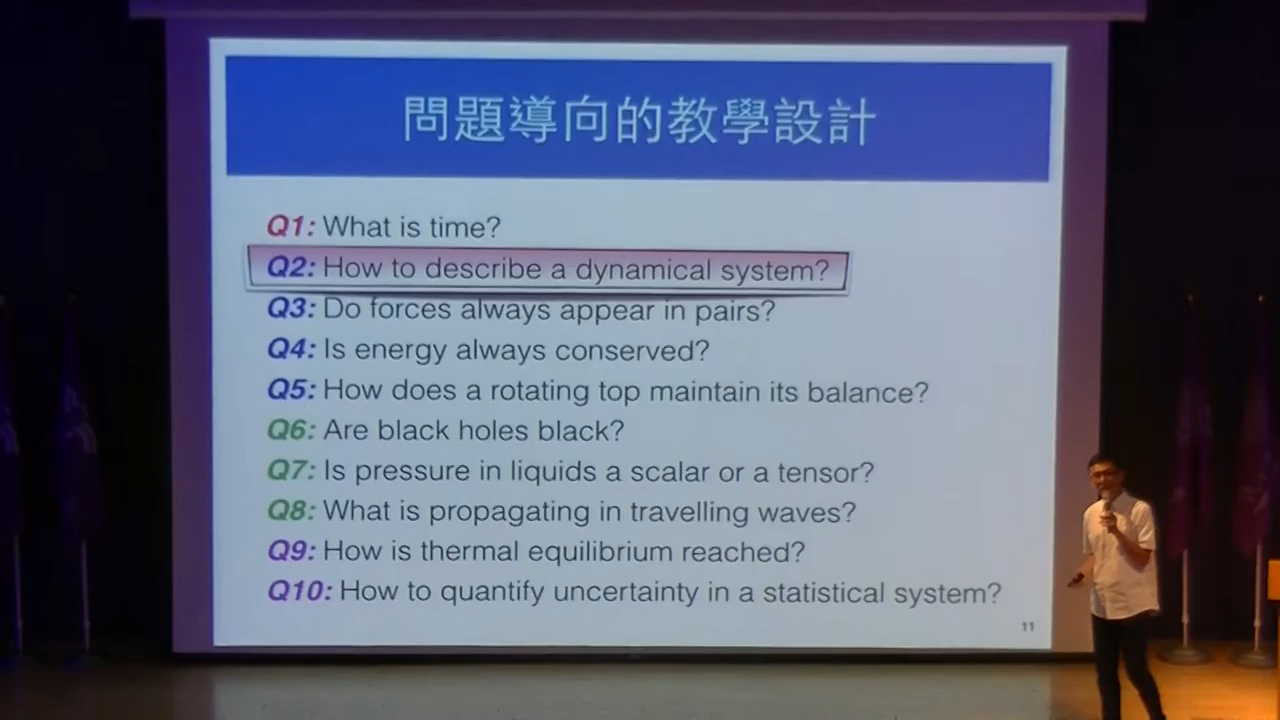 問題導向的教學設計
Q1: What is time?
Q2: How to describe a dynamical system?
Q3: Do forces always appear in pairs?
Q4: Is energy always conserved?
Q5: How does a rotating top maintain its balance?
Q6: Are black holes black?
Q7: Is pressure in liquids a scalar or a tensor?
Q8: What is propagating in travelling waves?
Q9: How is thermal equilibrium reached?
Q10: How to quantify uncertainty in a statistical system?
11